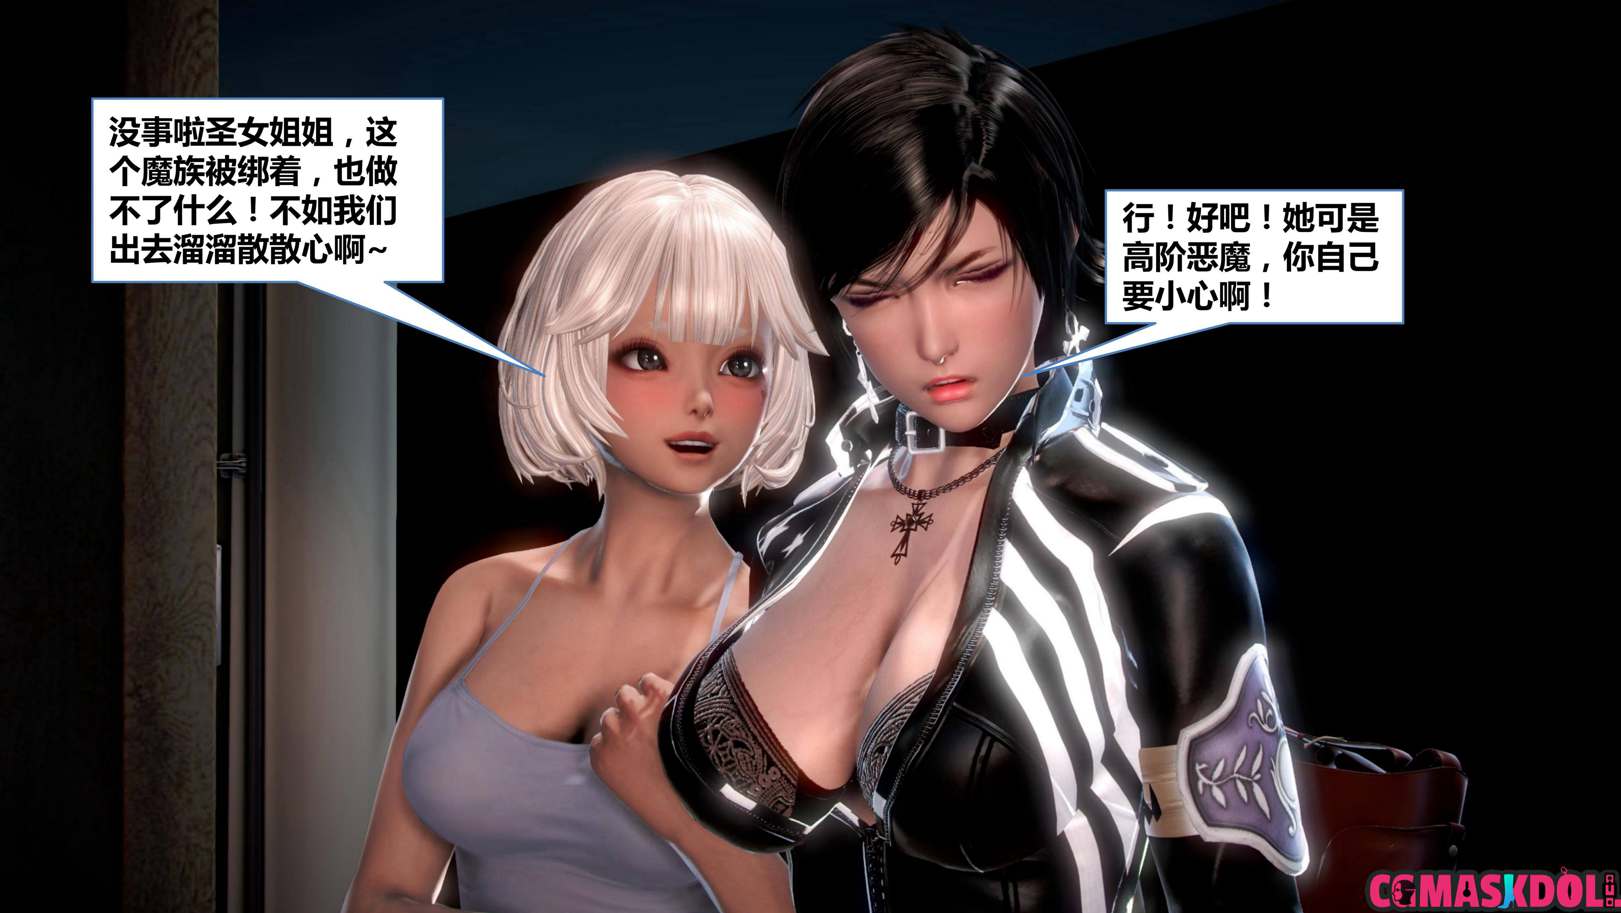 没事啦圣女姐姐，这
个魔族被绑着，也做
不了什么！不如我们
出去溜溜散散心啊~
行！好吧！她可是
高阶恶魔，你自己
要小心啊！
CGMASKDOLL